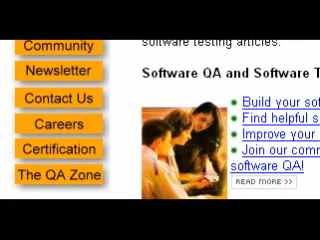 Community
Newsletter
Contact Us
Careers
Certification
The QA Zone
software testing articles.
Software QA and Software T
Build your sof
Find helpful s
Improve your
Join our comm
software QA!
READ MORE >>